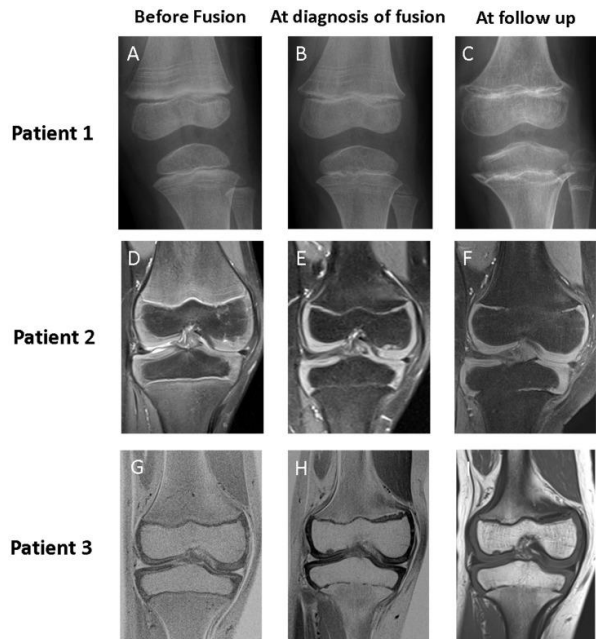 Before Fusion At diagnosis of fusion At follow up
A B C
Patient 1
D E F
Patient 2
G H I
Patient 3